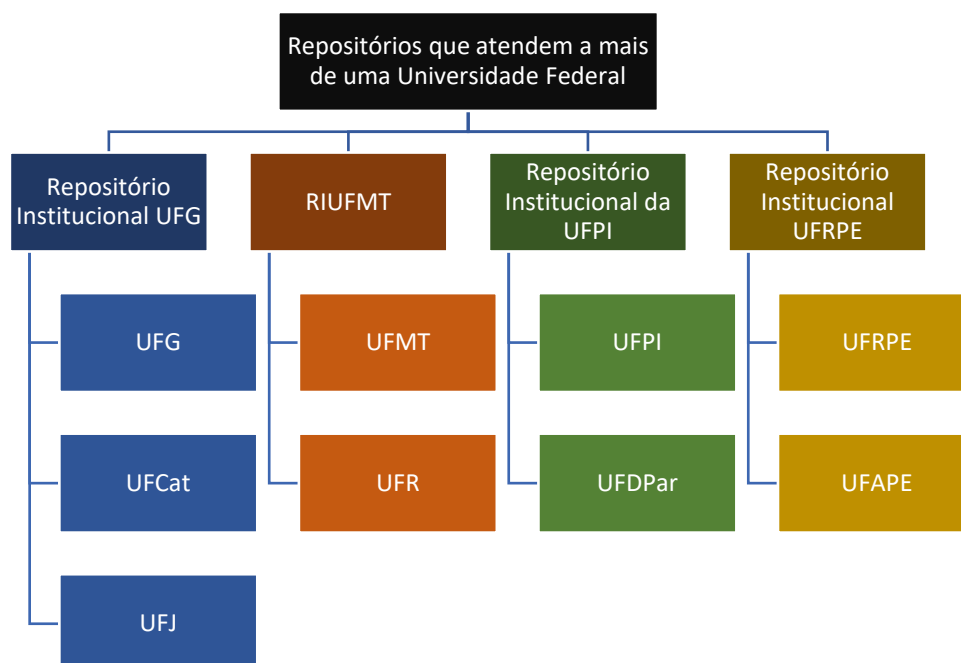 Repositórios que atendem a mais
de uma Universidade Federal
Repositório
Institucional UFG
RIUFMT
Repositório
Institucional da
UFPI
Repositório
Institucional
UFRPE
UFG
UFMT
UFPI
UFRPE
UFCat
UFR
UFDPar
UFAPE
UFJ